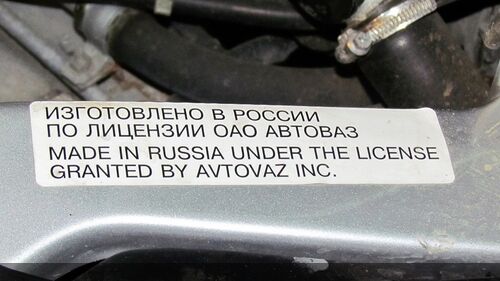 ИЗГОТОВЛЕНО В РОССИИ
ПО ЛИЦЕНЗИИ ОАО АВТОВАЗ
MADE IN RUSSIA UNDER THE LICENSE
GRANTED BY AVTOVAZ INC.